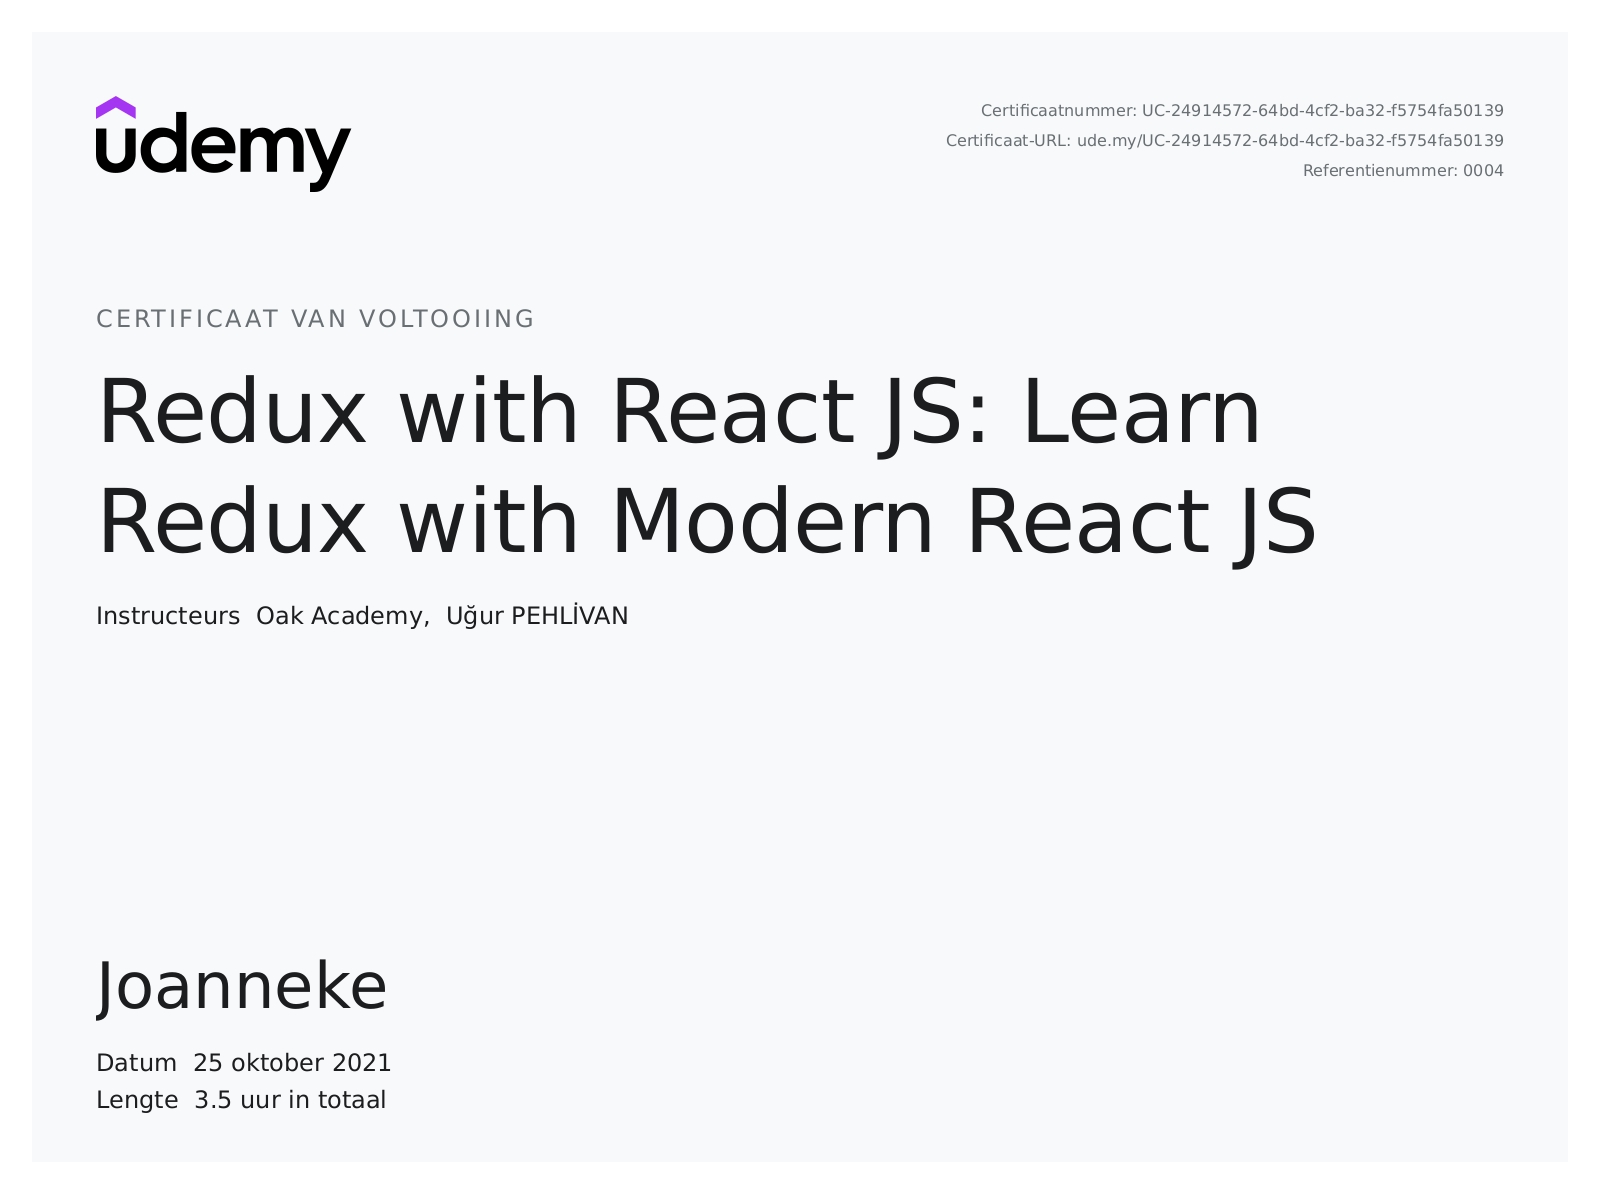 udemy
Certificaatnummer: UC-24914572-64bd-4cf2-ba32-f5754fa50139
Certificaat-URL: ude.my/UC-24914572-64bd-4cf2-ba32-f5754fa50139
Referentienummer: 0004
CERTIFICAAT VAN VOLTOOIING
Redux with React JS: Learn
Redux with Modern React JS
Instructeurs Oak Academy, Uğur PEHLİVAN
Joanneke
Datum 25 oktober 2021
Lengte 3.5 uur in totaal